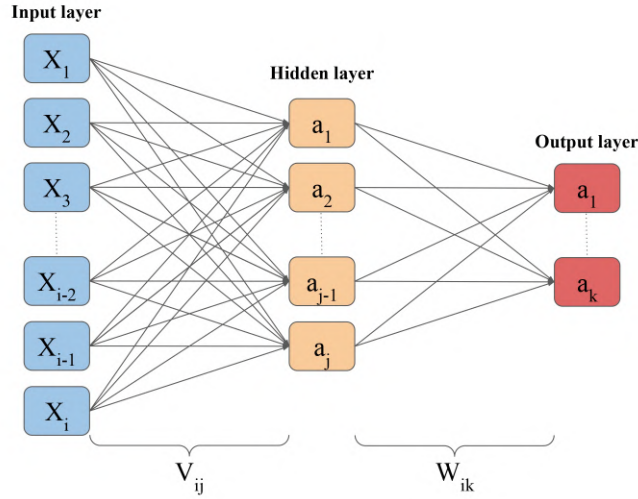 Input layer
X1
X2
X3
Xi-2
Xi-1
Xi
Hidden layer
a1
a2
aj-1
aj
Output layer
a1
ak
Vij
Wik